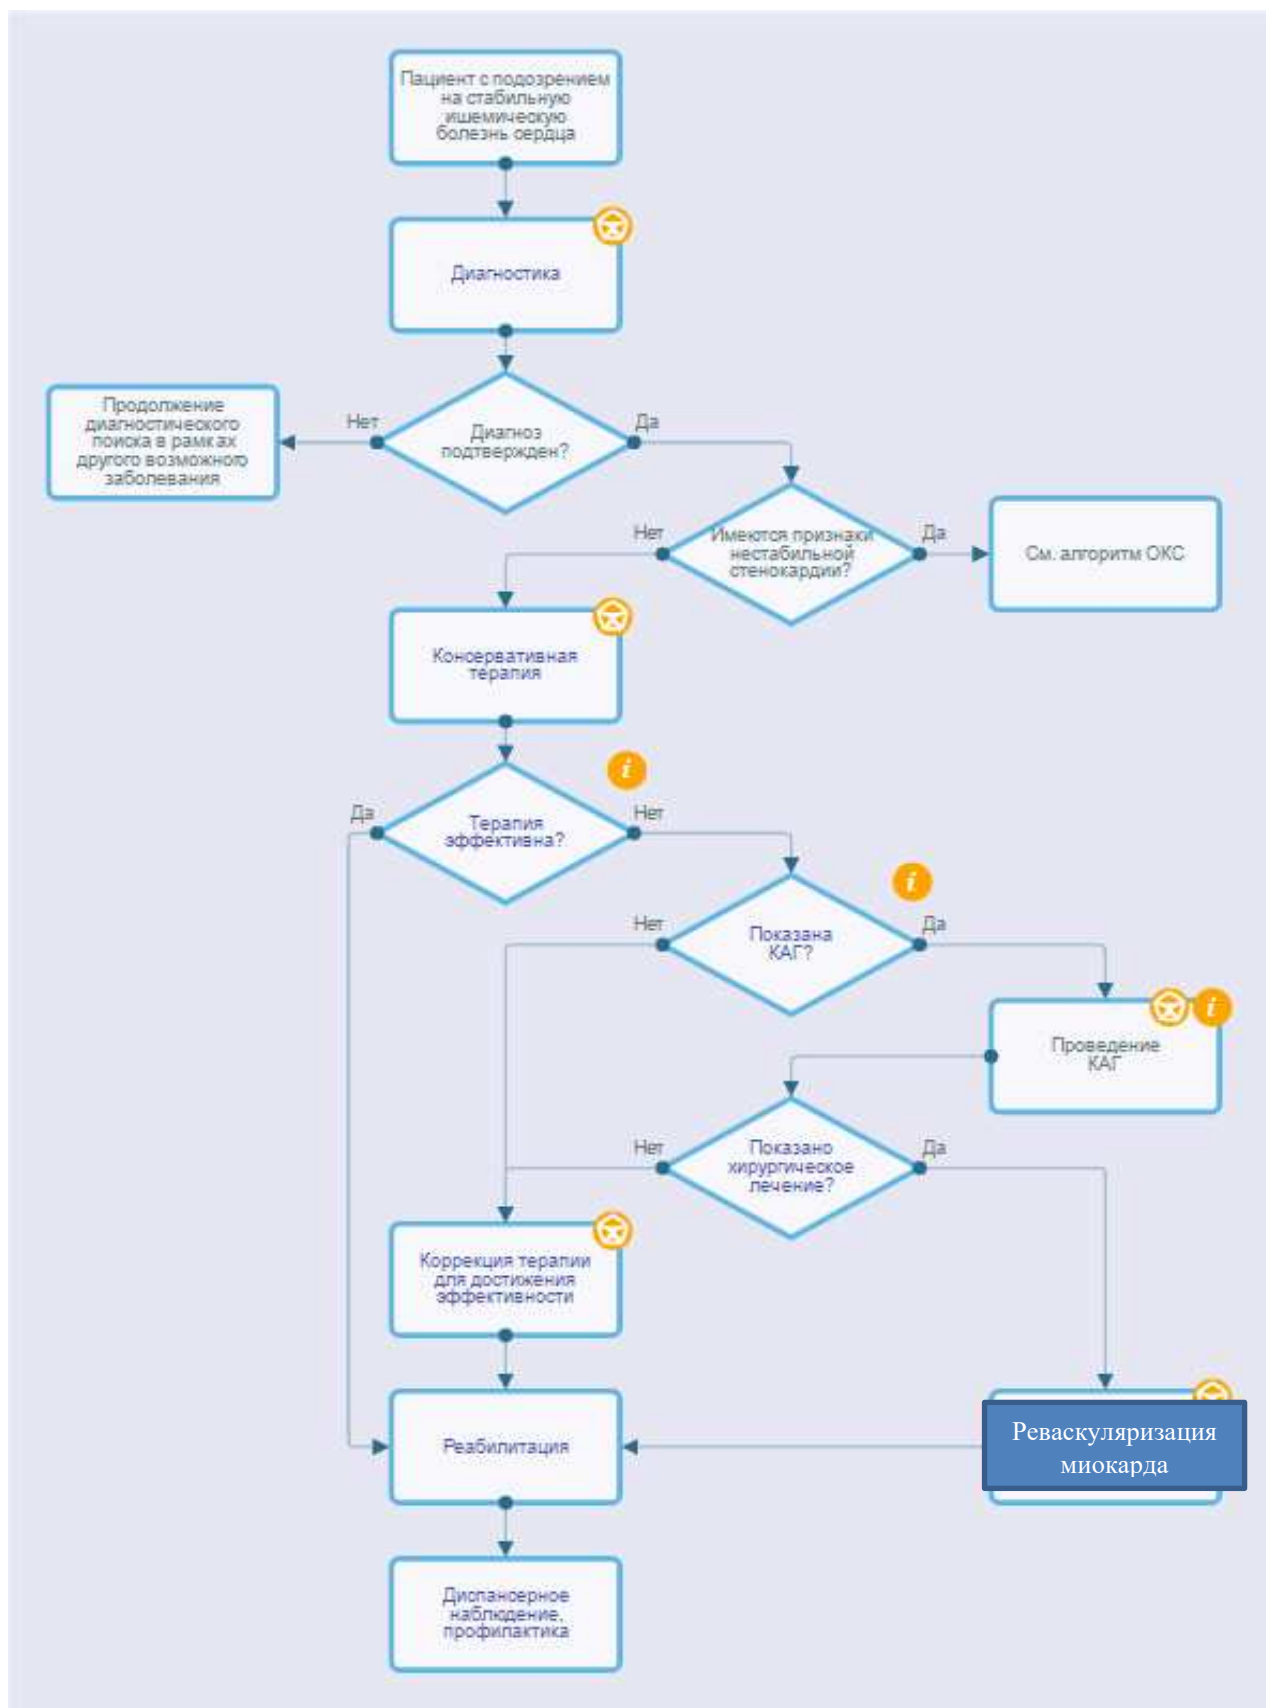 Пациент с подозрением
на стабильную
ишемическую
болезнь сердца
Диагностика
Продолжение
диагностического
поиска в рамках
другого возможного
заболевания
Нет
Диагноз
подтвержден?
Да
Нет
Имеются признаки
нестабильной
стенокардии?
Да
См. алгоритм ОКС
Консервативная
терапия
i
Да
Терапия
эффективна?
Нет
i
Нет
Показана
КАГ?
Да
i
Проведение
КАГ
Нет
Показано
хирургическое
лечение?
Да
Коррекция терапии
для достижения
эффективности
Реабилитация
Реваскуляризация
миокарда
Диспансерное
наблюдение,
профилактика